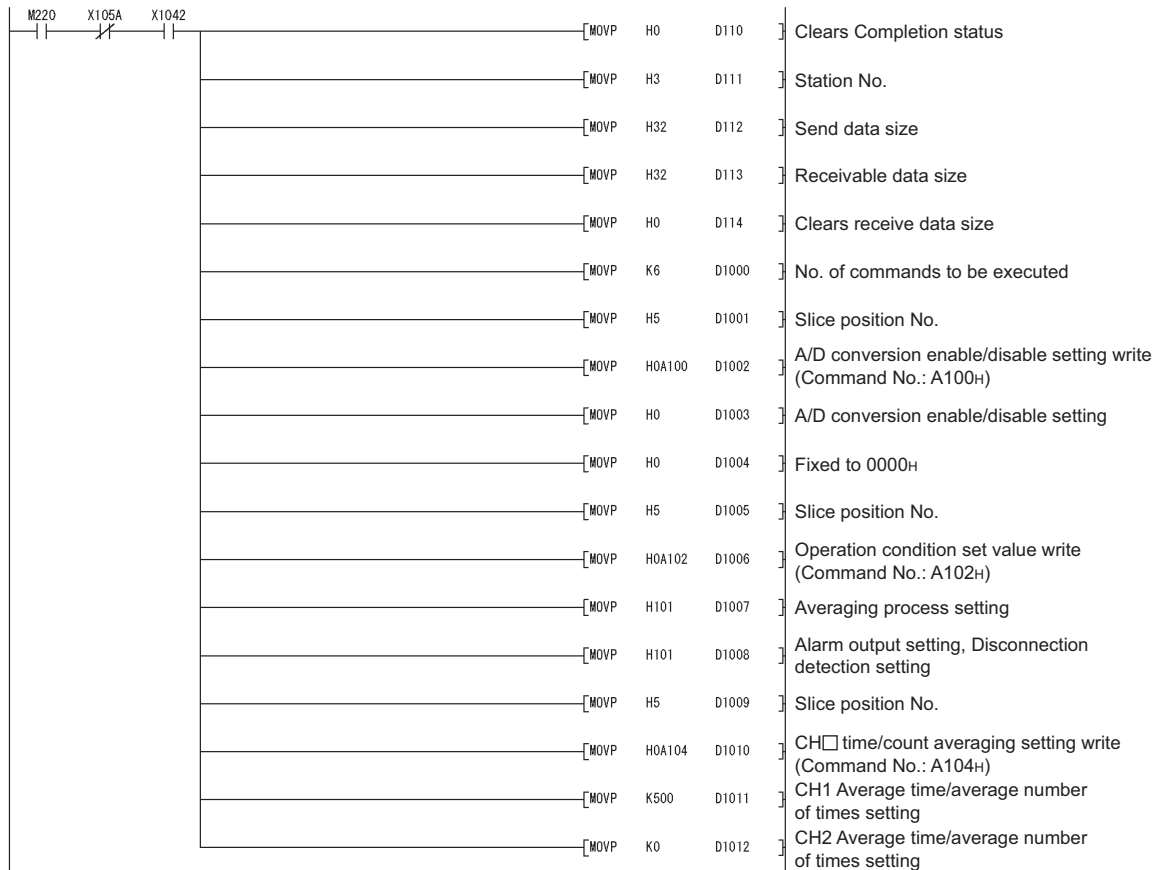 M220 X105A X1042
MOVP H0 D110 Clears Completion status
MOVP H3 D111 Station No.
MOVP H32 D112 Send data size
MOVP H32 D113 Receivable data size
MOVP H0 D114 Clears receive data size
MOVP K6 D1000 No. of commands to be executed
MOVP H5 D1001 Slice position No.
MOVP H0A100 D1002 A/D conversion enable/disable setting write
(Command No.: A100H)
MOVP H0 D1003 A/D conversion enable/disable setting
MOVP H0 D1004 Fixed to 0000H
MOVP H5 D1005 Slice position No.
MOVP H0A102 D1006 Operation condition set value write
(Command No.: A102H)
MOVP H101 D1007 Averaging process setting
MOVP H101 D1008 Alarm output setting, Disconnection
detection setting
MOVP H5 D1009 Slice position No.
MOVP H0A104 D1010 CH□ time/count averaging setting write
(Command No.: A104H)
MOVP K500 D1011 CH1 Average time/average number
of times setting
MOVP K0 D1012 CH2 Average time/average number
of times setting